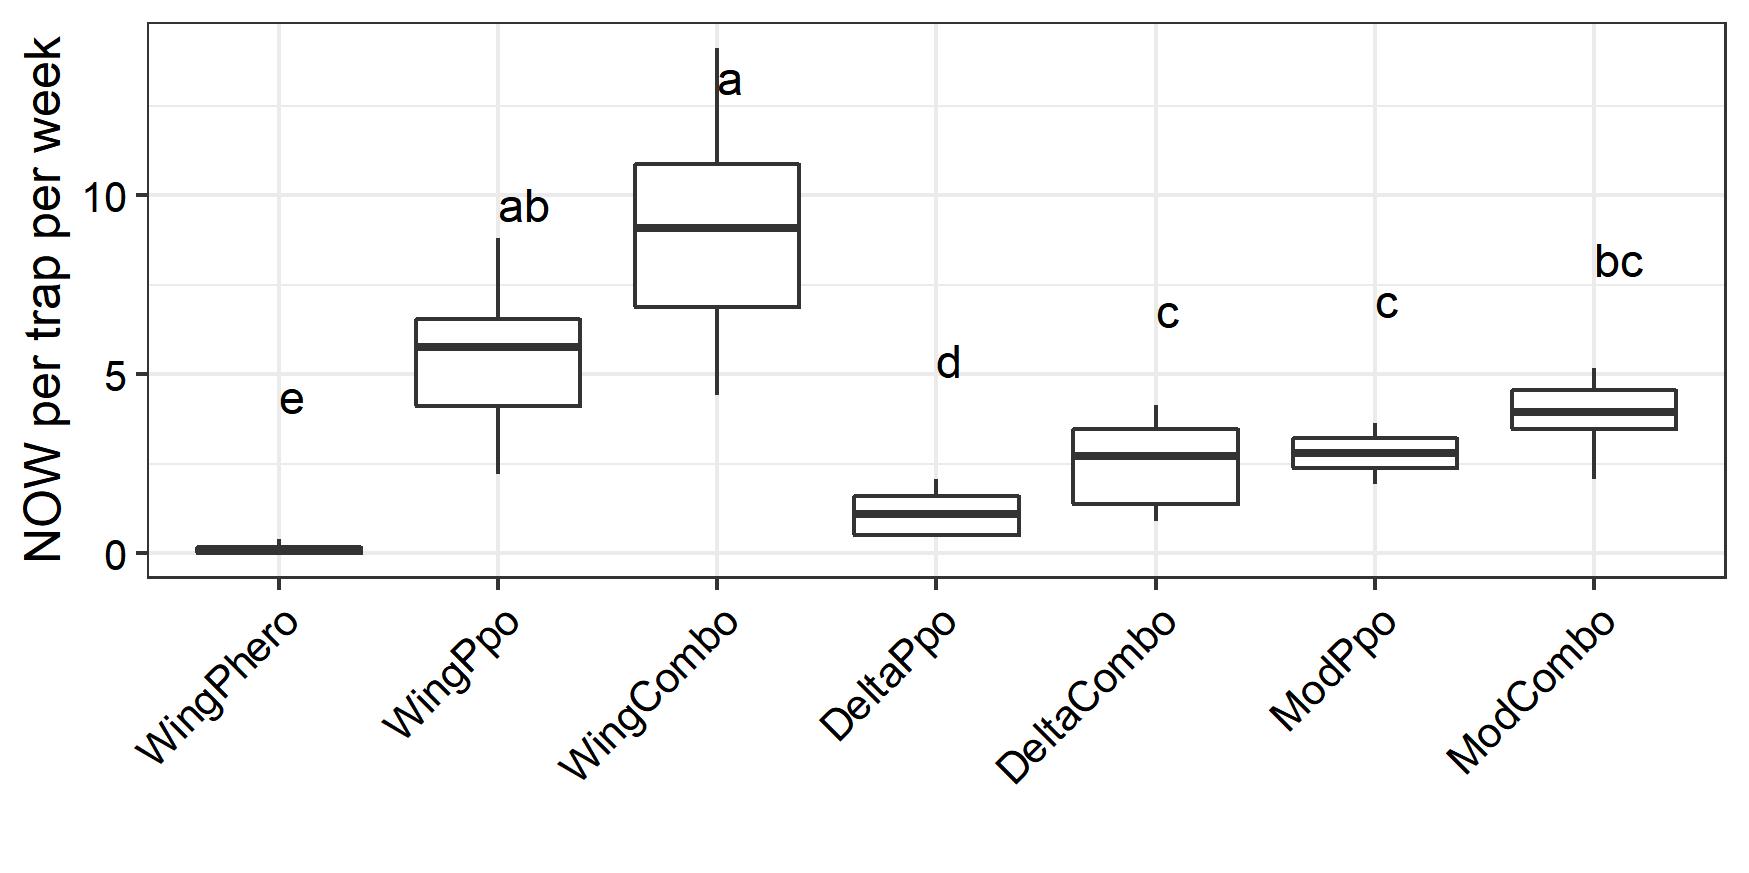 NOW per trap per week
10
5
0
e
ab
a
d
c
c
bc
WingPhero
WingPpo
WingCombo
DeltaPpo
DeltaCombo
ModPpo
ModCombo